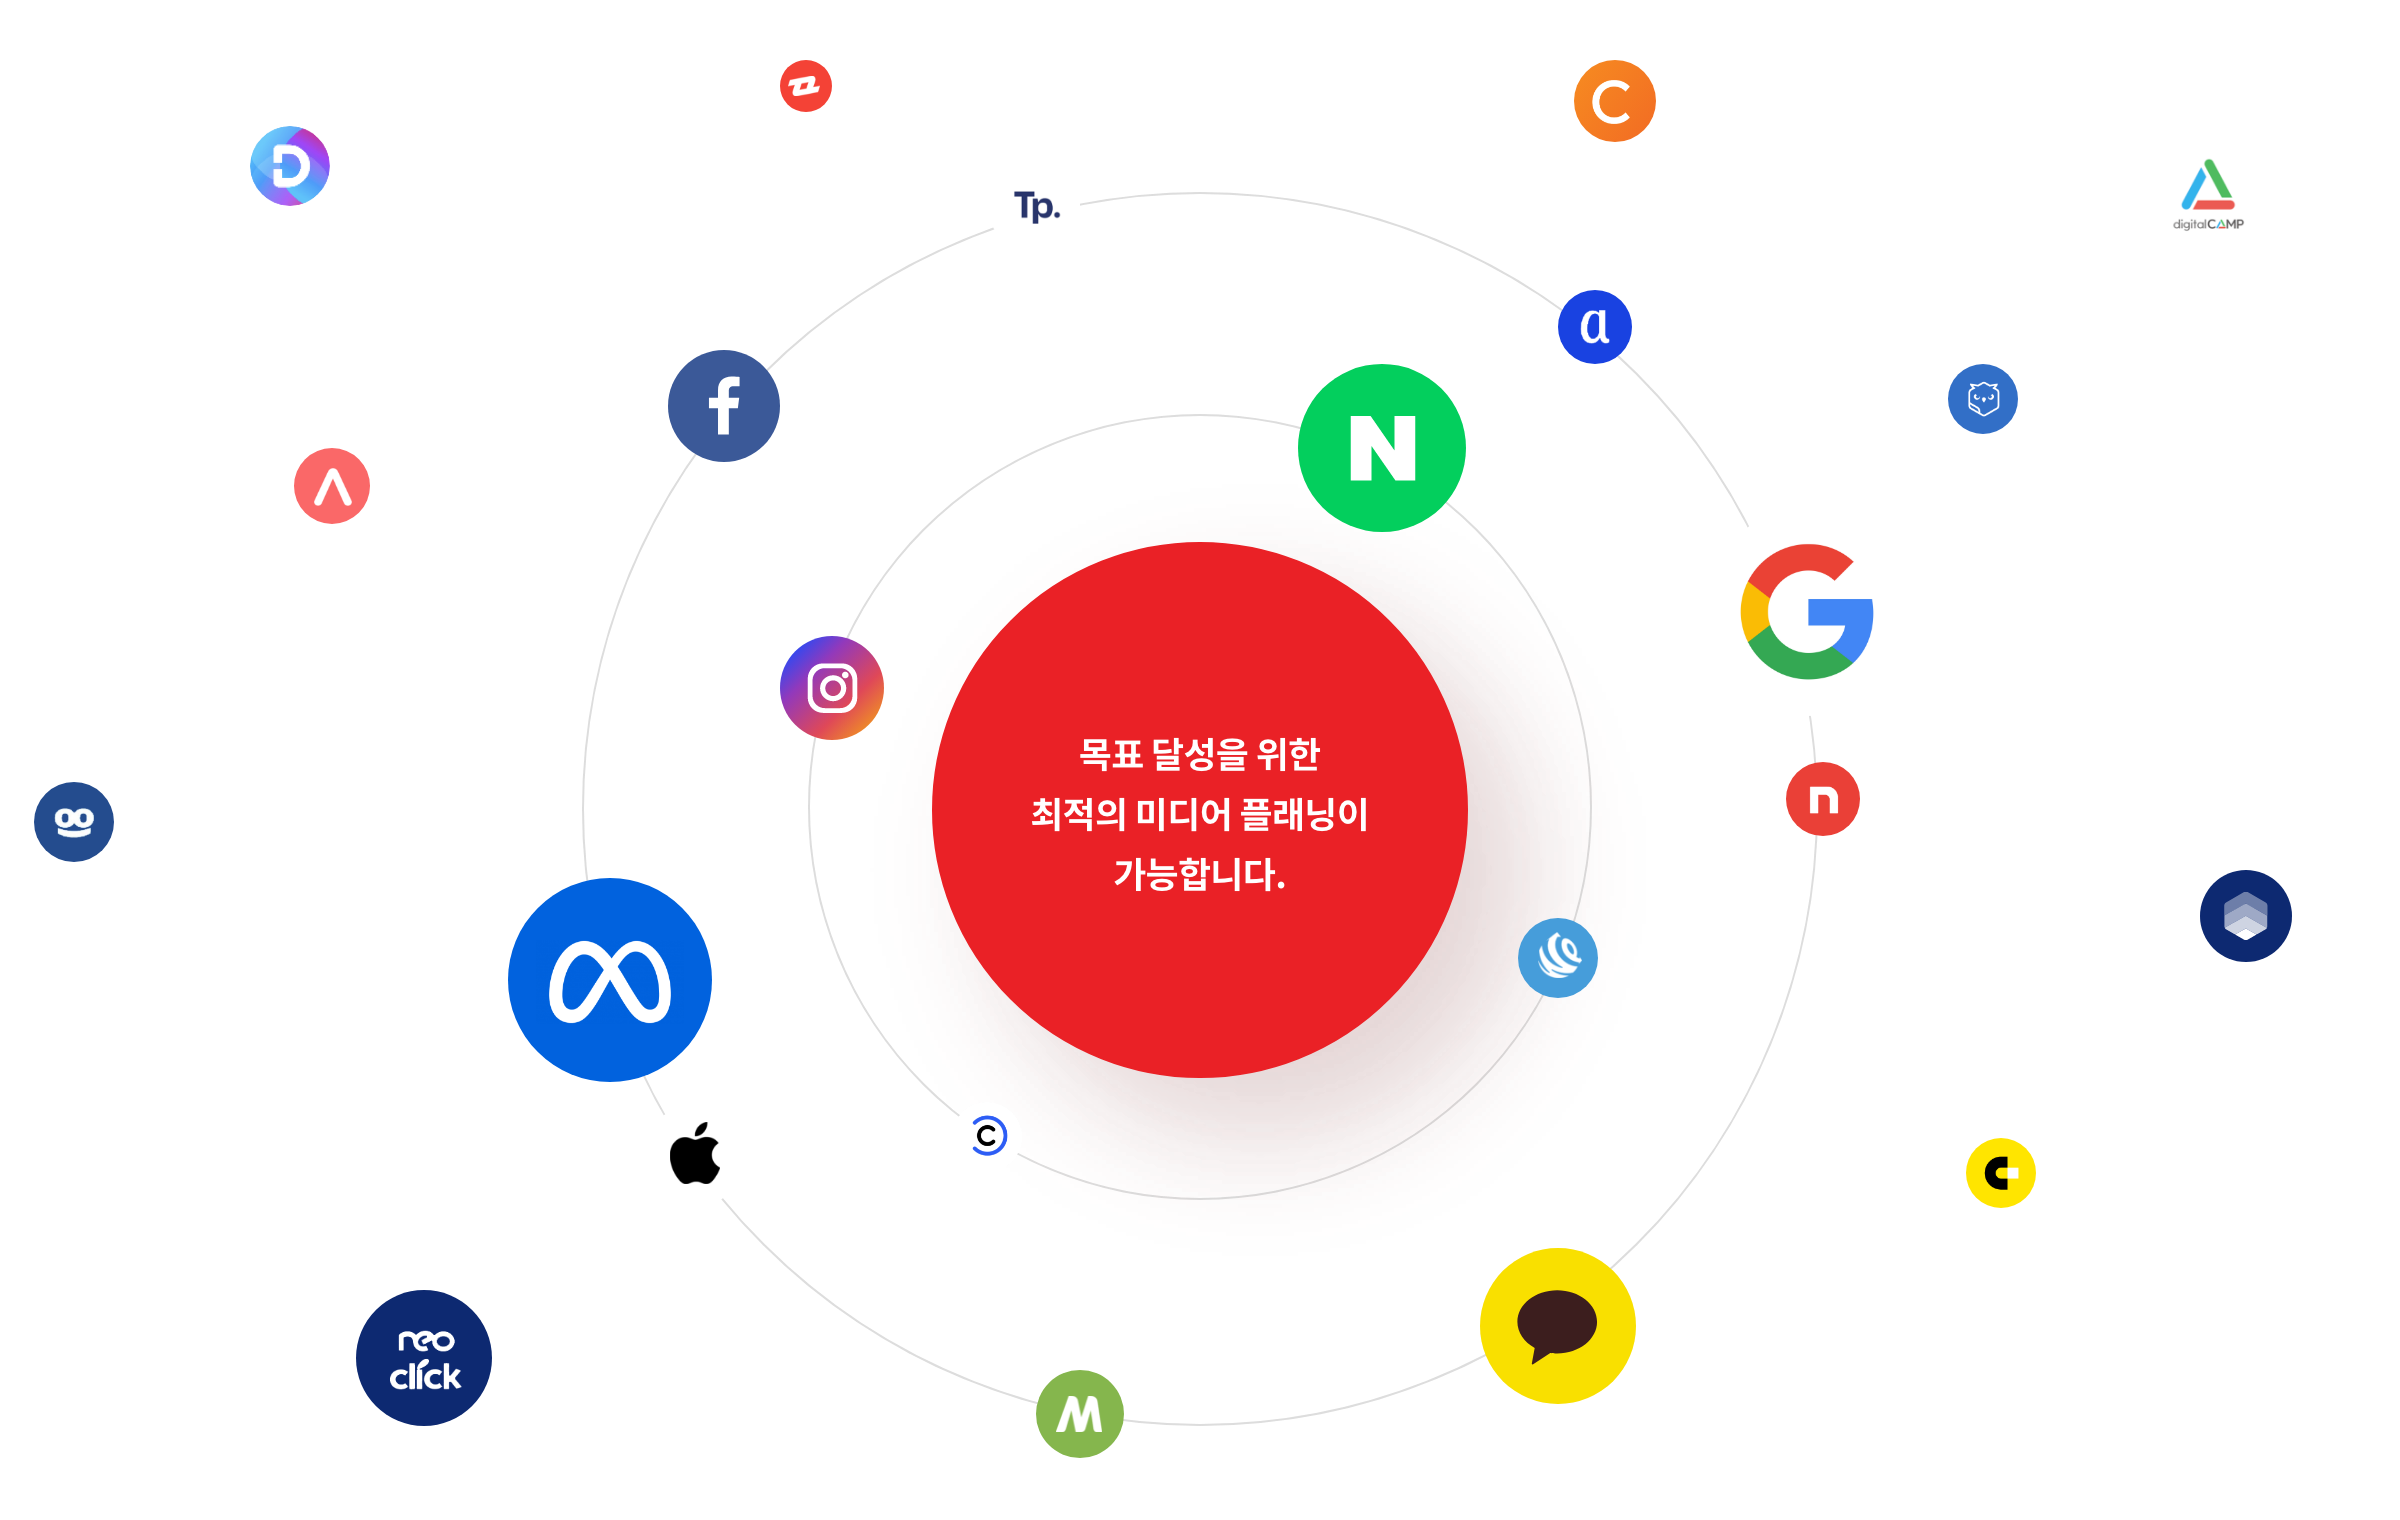 Tp.
digitalCAMP
목표 달성을 위한
최적의 미디어 플래닝이
가능합니다.
neo
click